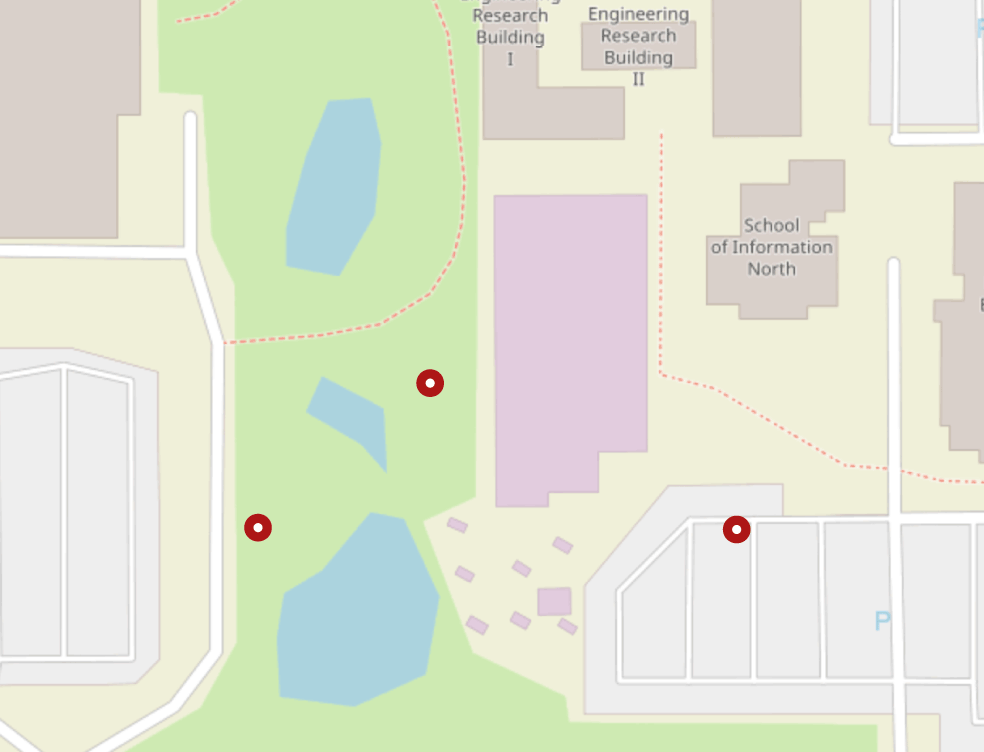 Research
Building
I
Engineering
Research
Building
II
School
of Information
North
P